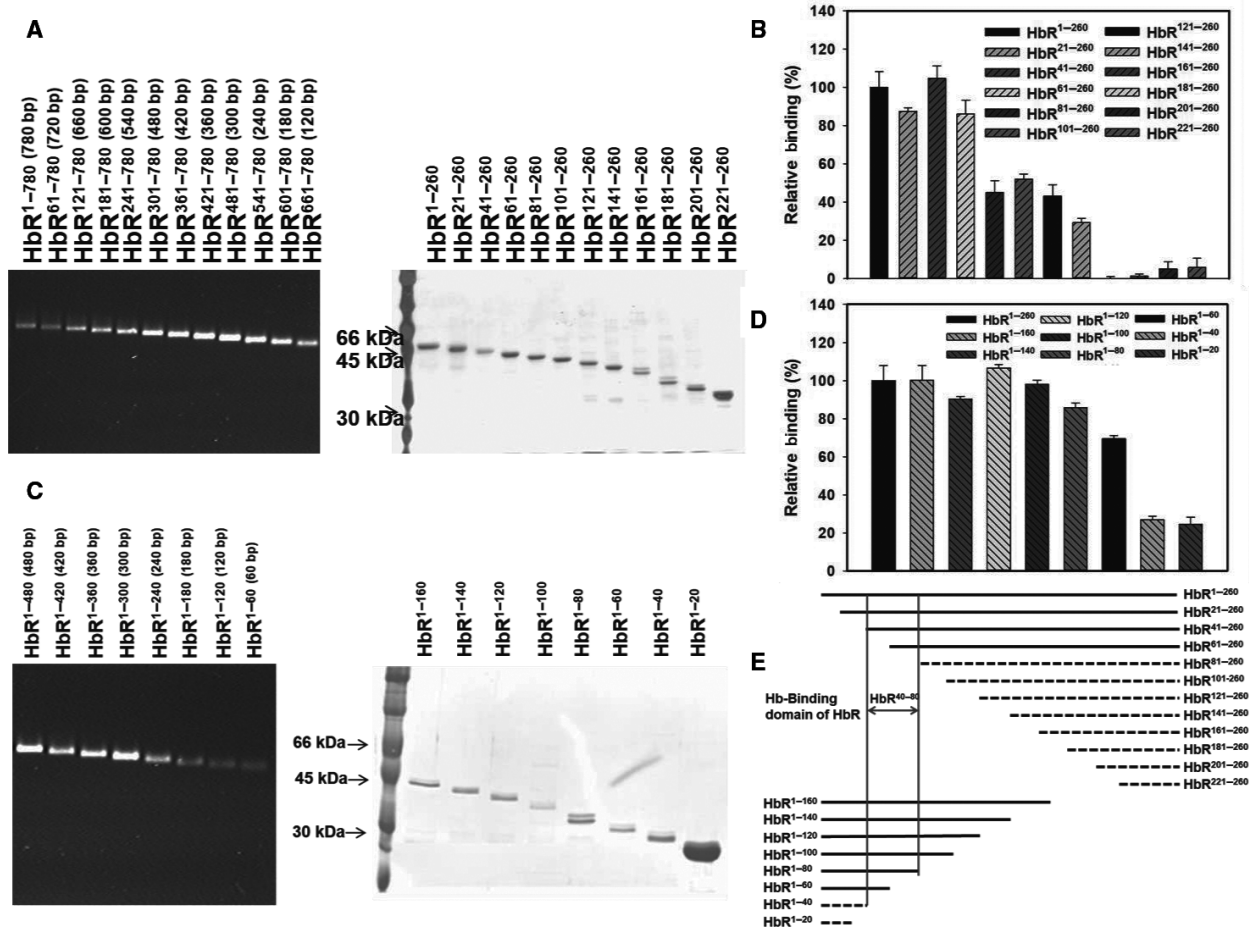 A
HbR1–780 (780 bp)
HbR61–780 (720 bp)
HbR121–780 (660 bp)
HbR181–780 (600 bp)
HbR241–780 (540 bp)
HbR301–780 (480 bp)
HbR361–780 (420 bp)
HbR421–780 (360 bp)
HbR481–780 (300 bp)
HbR541–780 (240 bp)
HbR601–780 (180 bp)
HbR661–780 (120 bp)
HbR1–260
HbR21–260
HbR41–260
HbR61–260
HbR81–260
HbR101–260
HbR121–260
HbR141–260
HbR161–260
HbR181–260
HbR201–260
HbR221–260
66 kDa
45 kDa
30 kDa
B
Relative binding (%)
140
120
100
80
60
40
20
0
HbR1–260
HbR21–260
HbR41–260
HbR61–260
HbR81–260
HbR101–260
HbR121–260
HbR141–260
HbR161–260
HbR181–260
HbR201–260
HbR221–260
C
HbR1–480 (480 bp)
HbR1–420 (420 bp)
HbR1–360 (360 bp)
HbR1–300 (300 bp)
HbR1–240 (240 bp)
HbR1–180 (180 bp)
HbR1–120 (120 bp)
HbR1–60 (60 bp)
HbR1–160
HbR1–140
HbR1–120
HbR1–100
HbR1–80
HbR1–60
HbR1–40
HbR1–20
66 kDa→
45 kDa→
30 kDa→
D
Relative binding (%)
140
120
100
80
60
40
20
0
HbR1–260
HbR1–160
HbR1–140
HbR1–120
HbR1–100
HbR1–80
HbR1–60
HbR1–40
HbR1–20
E
HbR1–260
HbR21–260
HbR41–260
HbR61–260
HbR81–260
HbR101-260
HbR121–260
HbR141–260
HbR161–260
HbR181–260
HbR201–260
HbR221–260
Hb-Binding
domain of HbR
HbR40–80
HbR1–160
HbR1–140
HbR1–120
HbR1–100
HbR1–80
HbR1–60
HbR1–40
HbR1–20